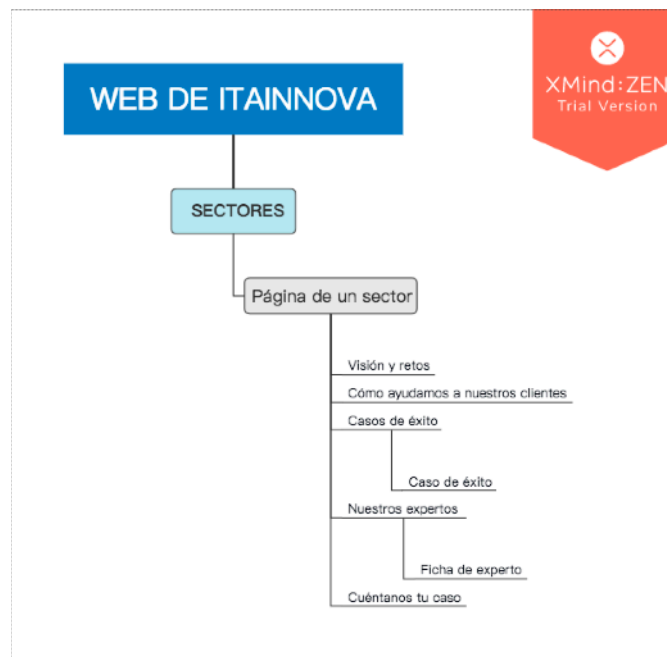 WEB DE ITAINNOVA
XMind:ZEN
Trial Version
SECTORES
Página de un sector
Visión y retos
Cómo ayudamos a nuestros clientes
Casos de éxito
Caso de éxito
Nuestros expertos
Ficha de experto
Cuéntanos tu caso